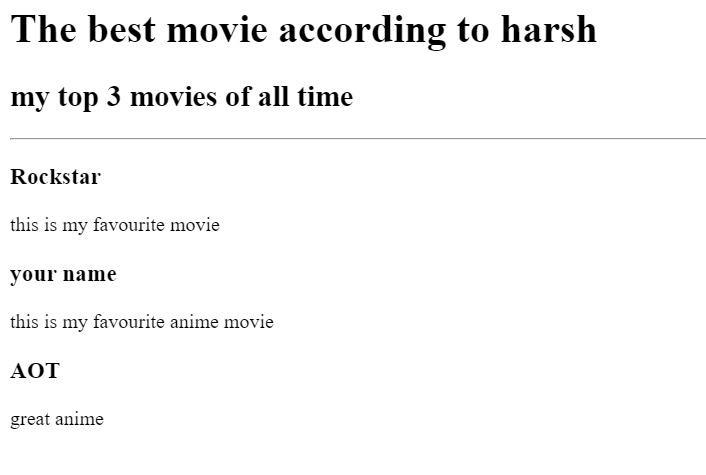 The best movie according to harsh
my top 3 movies of all time
Rockstar
this is my favourite movie
your name
this is my favourite anime movie
AOT
great anime